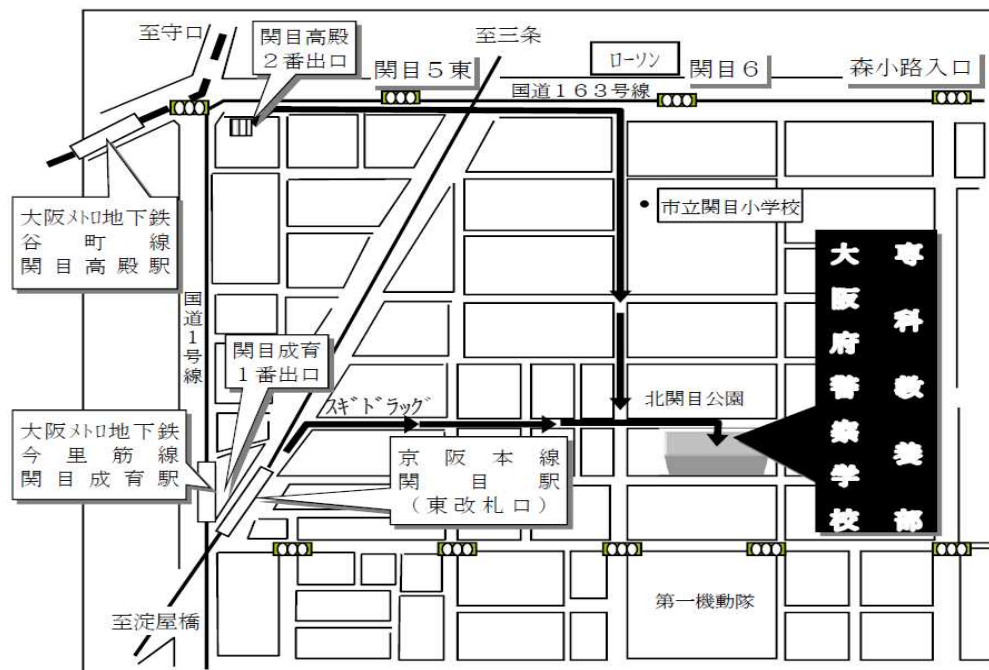 至守口
関目高殿
２番出口
至三条
ローソン
関目５東
関目６
森小路入口
国道１６３号線
大阪ﾒﾄﾛ地下鉄
谷町線
関目高殿駅
市立関目小学校
国道１号線
関目成育
１番出口
大阪府警察学校
専科教養部
スギドラッグ
北関目公園
大阪ﾒﾄﾛ地下鉄
今里筋線
関目成育駅
京阪本線
関目駅
（東改札口）
第一機動隊
至淀屋橋